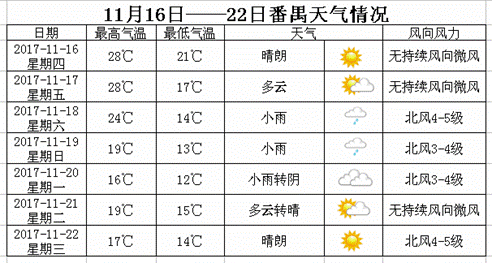 11月16日——22日番禺天气情况
日期 最高气温 最低气温 天气 风向风力
2017-11-16
星期四 28℃ 21℃ 晴朗 无持续风向微风
2017-11-17
星期五 28℃ 17℃ 多云 无持续风向微风
2017-11-18
星期六 24℃ 14℃ 小雨 北风4-5级
2017-11-19
星期日 19℃ 13℃ 小雨 北风3-4级
2017-11-20
星期一 16℃ 12℃ 小雨转阴 北风3-4级
2017-11-21
星期二 19℃ 15℃ 多云转晴 无持续风向微风
2017-11-22
星期三 17℃ 14℃ 晴朗 北风4-5级